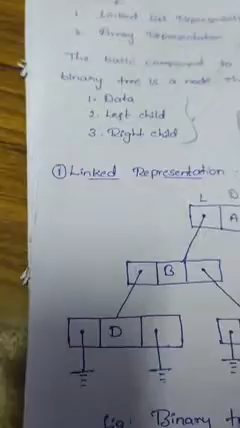 1. Linked List Representation
2. Binary Representation
The basic component to
binary tree is a node
1. Data
2. Left child
3. Right child
① Linked Representation -
L D
A
B
D
fig: Binary